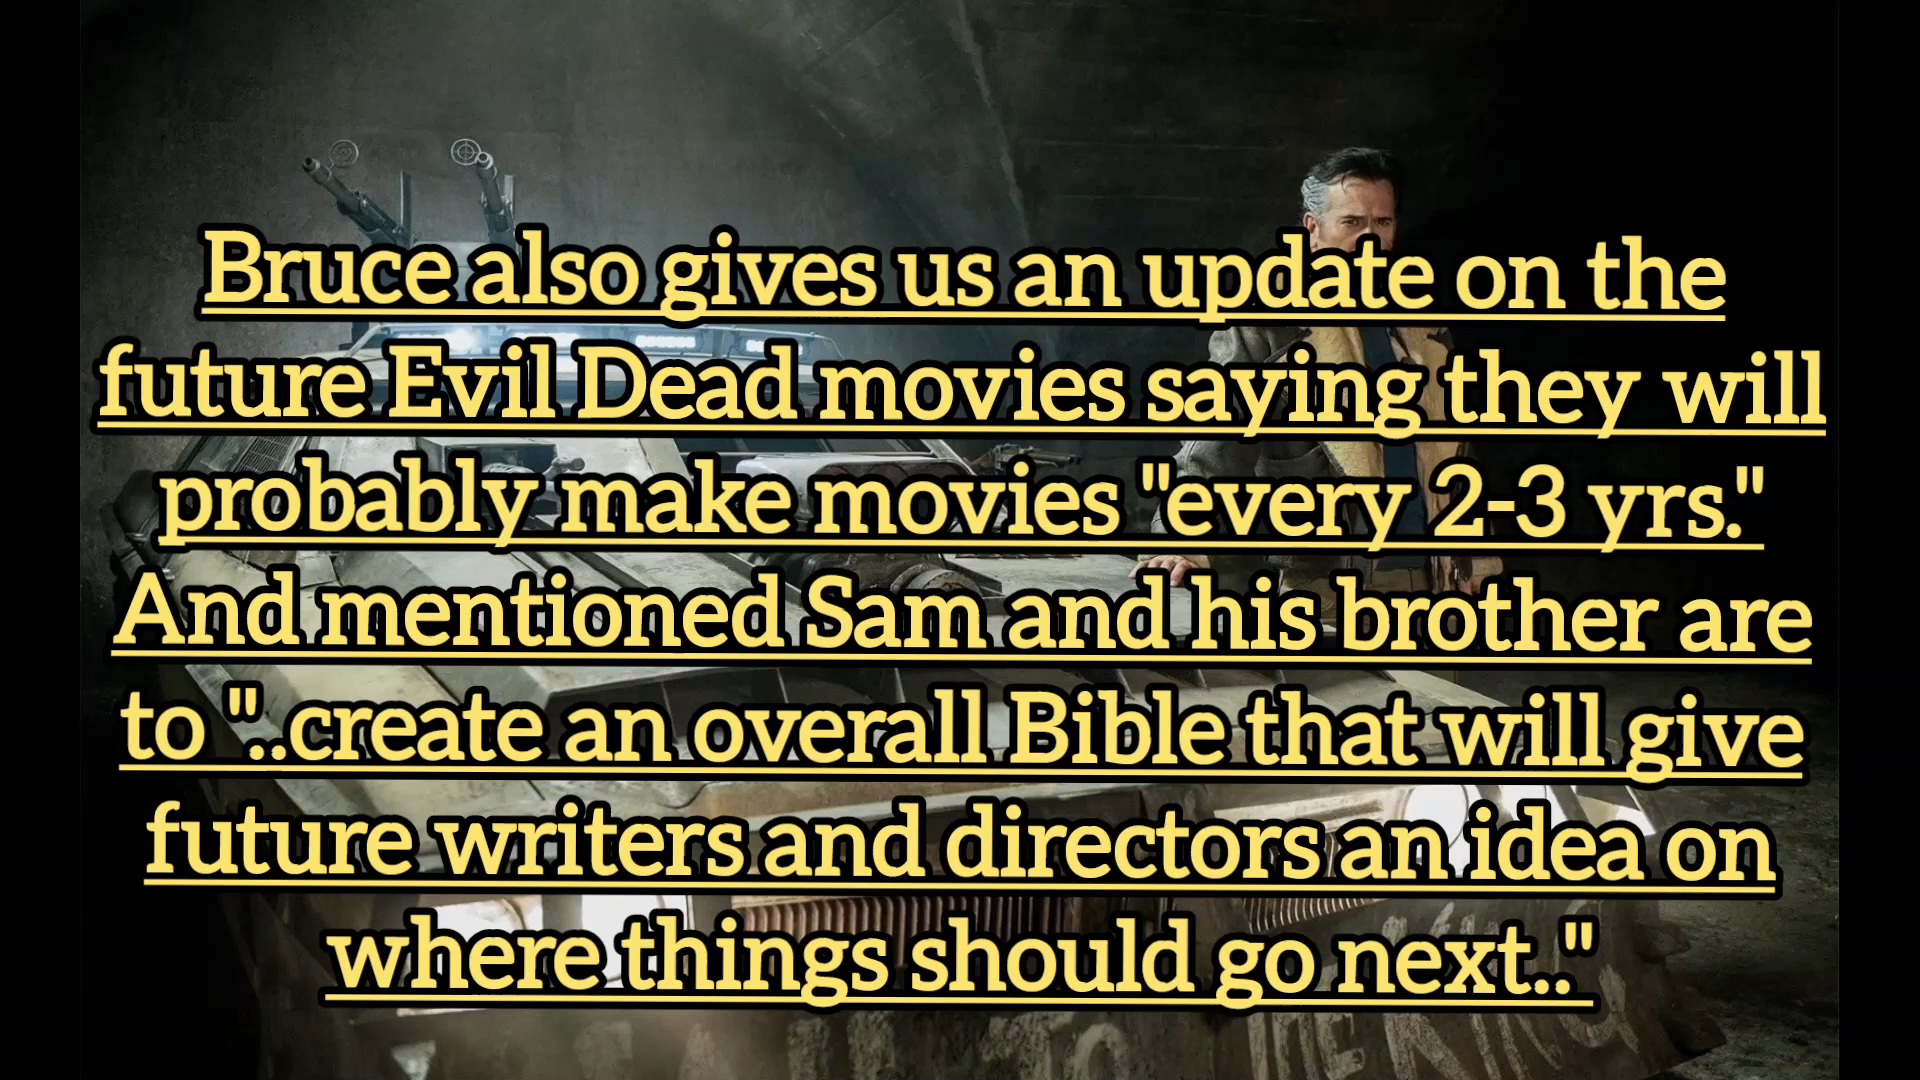 Bruce also gives us an update on the
future Evil Dead movies saying they will
probably make movies "every 2-3 yrs."
And mentioned Sam and his brother are
to "..create an overall Bible that will give
future writers and directors an idea on
where things should go next.."
THE KING